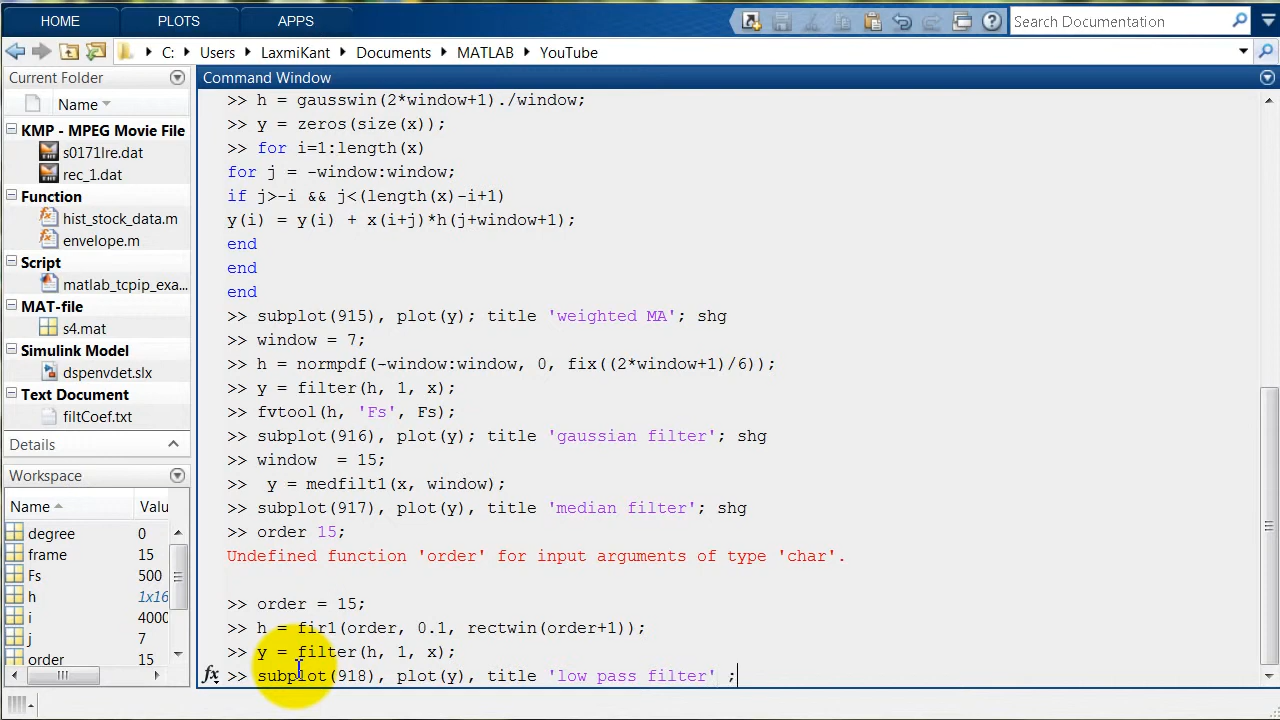 HOME PLOTS APPS Search Documentation
C: Users LaxmiKant Documents MATLAB YouTube
Current Folder
Name
KMP - MPEG Movie File
s0171lre.dat
rec_1.dat
Function
hist_stock_data.m
envelope.m
Script
matlab_tcpip_exa...
MAT-file
s4.mat
Simulink Model
dspenvdet.slx
Text Document
filtCoef.txt
Details
Workspace
Name Valu
degree 0
frame 15
Fs 500
h 1x16
i 4000
j 7
order 15
Command Window
>> h = gausswin(2*window+1)./window;
>> y = zeros(size(x));
>> for i=1:length(x)
for j = -window:window;
if j>-i && j<(length(x)-i+1)
y(i) = y(i) + x(i+j)*h(j+window+1);
end
end
end
>> subplot(915), plot(y); title 'weighted MA'; shg
>> window = 7;
>> h = normpdf(-window:window, 0, fix((2*window+1)/6));
>> y = filter(h, 1, x);
>> fvtool(h, 'Fs', Fs);
>> subplot(916), plot(y); title 'gaussian filter'; shg
>> window  = 15;
>>  y = medfilt1(x, window);
>> subplot(917), plot(y), title 'median filter'; shg
>> order 15;
Undefined function 'order' for input arguments of type 'char'.
>> order = 15;
>> h = fir1(order, 0.1, rectwin(order+1));
>> y = filter(h, 1, x);
fx >> subplot(918), plot(y), title 'low pass filter' ;